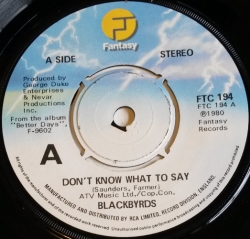 F
Fantasy
A SIDE
STEREO
Produced by
George Duke
Enterprises
& Nevar
Productions
Inc.
From the album
"Better Days".
F-9602
FTC 194
FTC 194 A
℗1980
Fantasy
Records
A
DON'T KNOW WHAT TO SAY
(Saunders, Farmer)
ATV Music Ltd./Cop.Con.
BLACKBYRDS
MANUFACTURED AND DISTRIBUTED BY RCA LIMITED, RECORD DIVISION, ENGLAND.